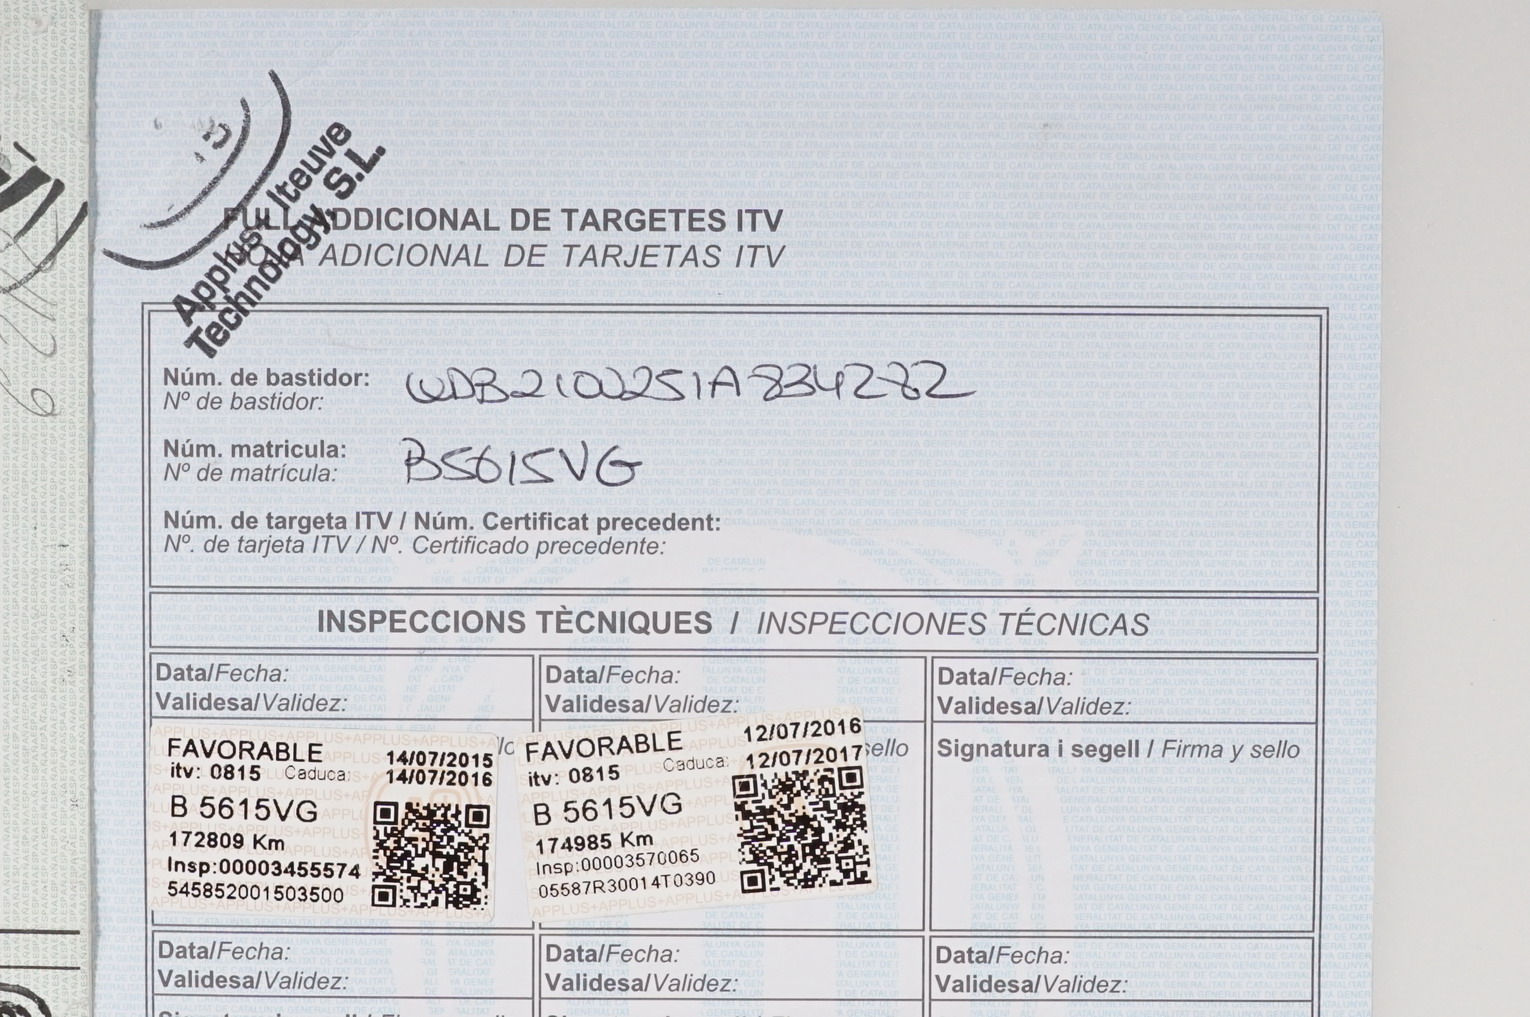 Applus+ Iteuve
Technology, S.L.
FULL ADDICIONAL DE TARGETES ITV
HOJA ADICIONAL DE TARJETAS ITV
Núm. de bastidor: WDB2100251A834282
Nº de bastidor:
Núm. matricula: B5615VG
Nº de matrícula:
Núm. de targeta ITV / Núm. Certificat precedent:
Nº. de tarjeta ITV / Nº. Certificado precedente:
INSPECCIONS TÈCNIQUES / INSPECCIONES TÉCNICAS
Data/Fecha:
Validesa/Validez:
FAVORABLE 14/07/2015
itv: 0815 Caduca: 14/07/2016
B 5615VG
172809 Km
Insp:00003455574
545852001503500
Data/Fecha:
Validesa/Validez:
sello
FAVORABLE 12/07/2016
itv: 0815 Caduca: 12/07/2017
B 5615VG
174985 Km
Insp:00003570065
05587R30014T0390
Data/Fecha:
Validesa/Validez:
Signatura i segell / Firma y sello
Data/Fecha:
Validesa/Validez:
Data/Fecha:
Validesa/Validez:
Data/Fecha:
Validesa/Validez: